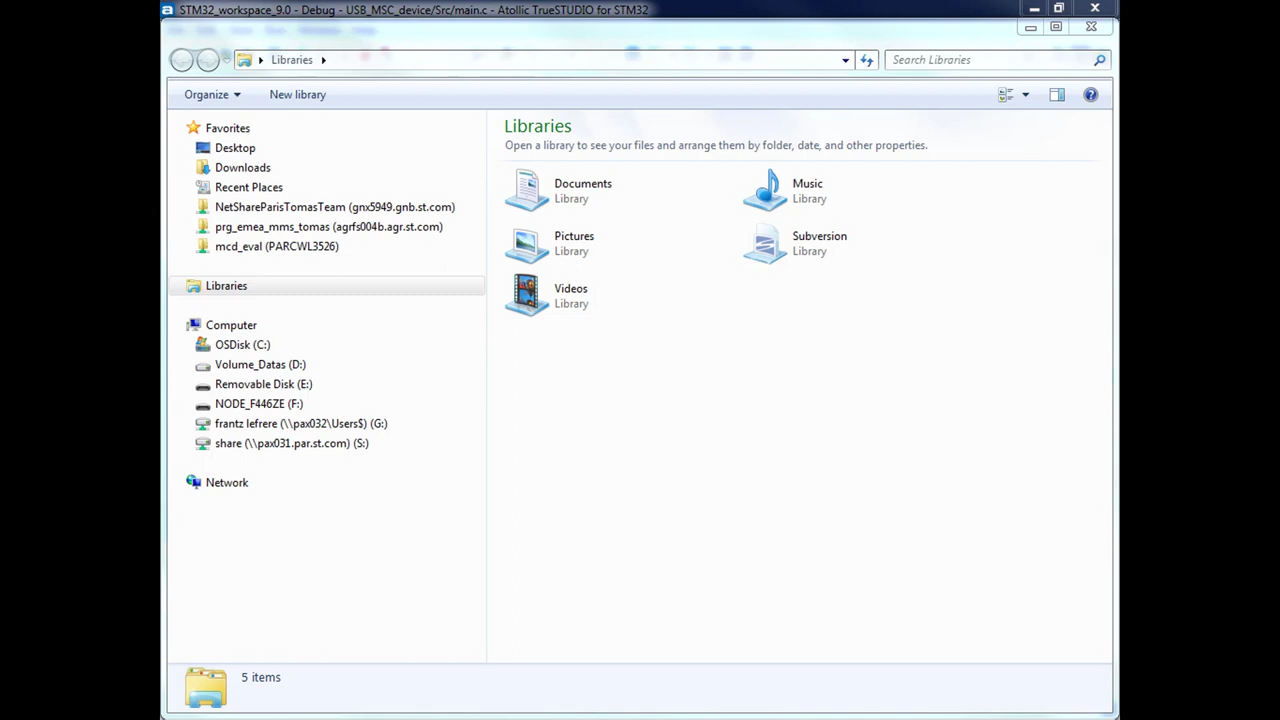 STM32_workspace_9.0 - Debug - USB_MSC_device/Src/main.c - Atollic TrueSTUDIO for STM32
Libraries
Search Libraries
Organize
New library
Favorites
Desktop
Downloads
Recent Places
NetShareParisTomasTeam (gnx5949.gnb.st.com)
prg_emea_mms_tomas (agrfs004b.agr.st.com)
mcd_eval (PARCWL3526)
Libraries
Computer
OSDisk (C:)
Volume_Datas (D:)
Removable Disk (E:)
NODE_F446ZE (F:)
frantz lefrere (\\pax032\Users$) (G:)
share (\\pax031.par.st.com) (S:)
Network
Libraries
Open a library to see your files and arrange them by folder, date, and other properties.
Documents
Library
Music
Library
Pictures
Library
Subversion
Library
Videos
Library
5 items